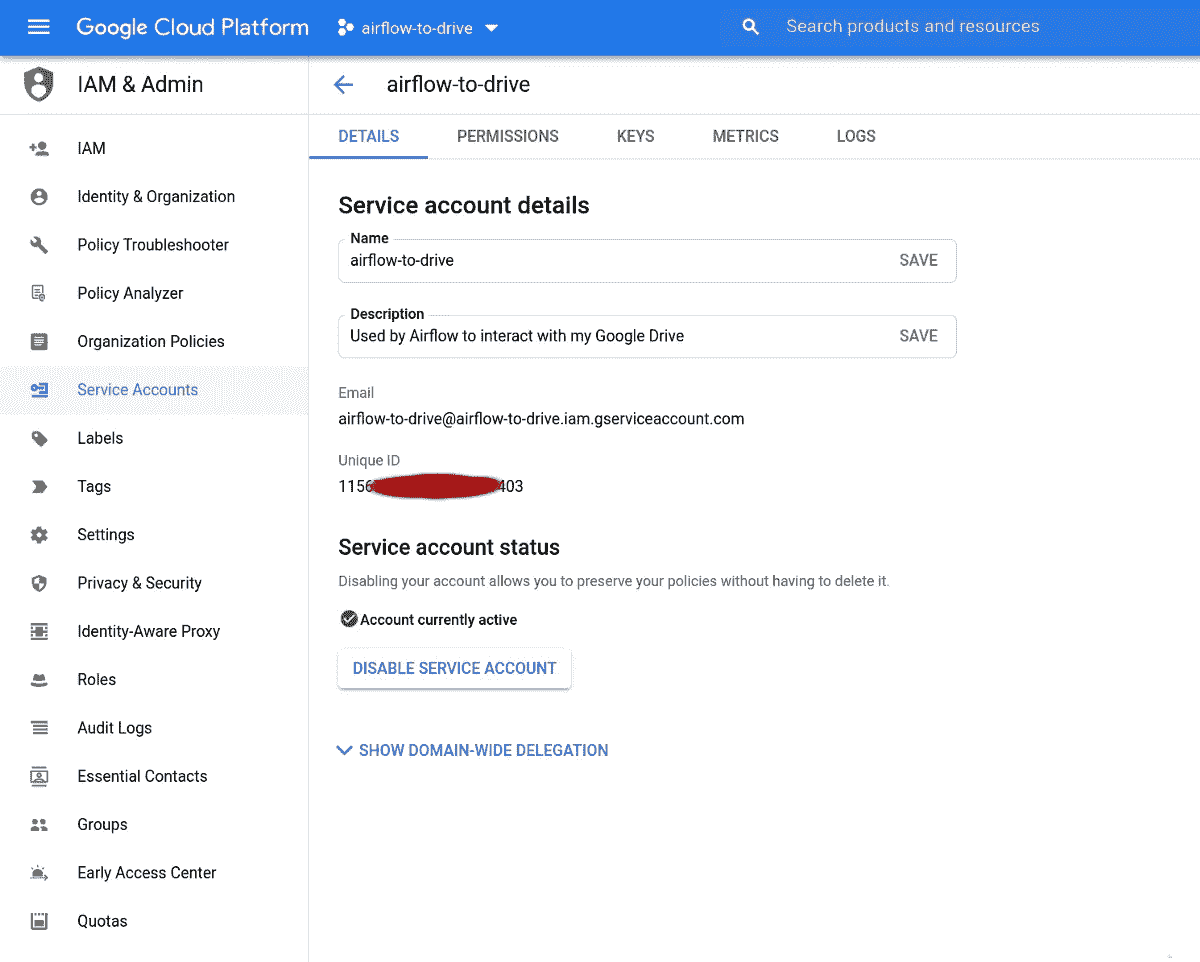 Google Cloud Platform
airflow-to-drive
Search products and resources
IAM & Admin
airflow-to-drive
DETAILS PERMISSIONS KEYS METRICS LOGS
IAM
Identity & Organization
Policy Troubleshooter
Policy Analyzer
Organization Policies
Service Accounts
Labels
Tags
Settings
Privacy & Security
Identity-Aware Proxy
Roles
Audit Logs
Essential Contacts
Groups
Early Access Center
Quotas
Service account details
Name
airflow-to-drive SAVE
Description
Used by Airflow to interact with my Google Drive SAVE
Email
airflow-to-drive@airflow-to-drive.iam.gserviceaccount.com
Unique ID
1156 403
Service account status
Disabling your account allows you to preserve your policies without having to delete it.
Account currently active
DISABLE SERVICE ACCOUNT
SHOW DOMAIN-WIDE DELEGATION